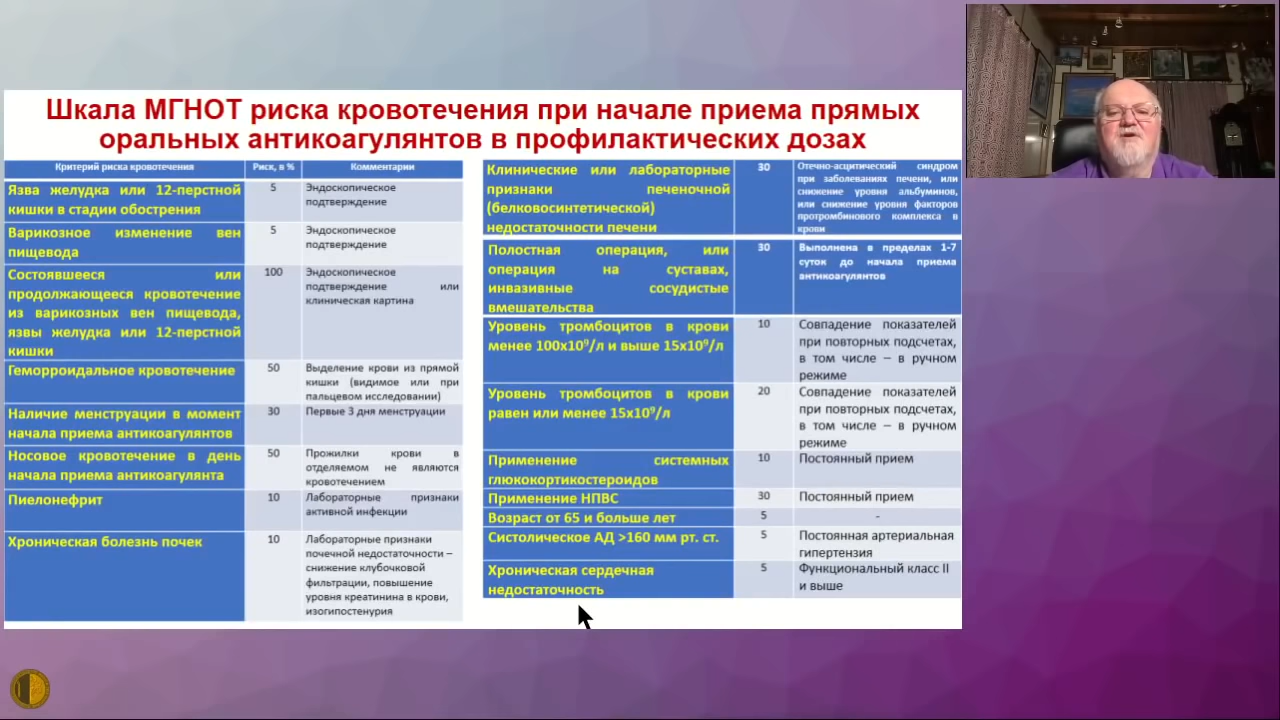 Шкала МГНОТ риска кровотечения при начале приема прямых
оральных антикоагулянтов в профилактических дозах
Критерий риска кровотечения Риск, в % Комментарии
Язва желудка или 12-перстной 5 Эндоскопическое
кишки в стадии обострения подтверждение
Варикозное изменение вен 5 Эндоскопическое
пищевода подтверждение
Состоявшееся или 100 Эндоскопическое
продолжающееся кровотечение подтверждение или
из варикозных вен пищевода, клиническая картина
язвы желудка или 12-перстной
кишки
Геморроидальное кровотечение 50 Выделение крови из прямой
кишки (видимое или при
пальцевом исследовании)
Наличие менструации в момент 30 Первые 3 дня менструации
начала приема антикоагулянтов
Носовое кровотечение в день 50 Прожилки крови в
начала приема антикоагулянта отделяемом не являются
кровотечением
Пиелонефрит 10 Лабораторные признаки
активной инфекции
Хроническая болезнь почек 10 Лабораторные признаки
почечной недостаточности –
снижение клубочковой
фильтрации, повышение
уровня креатинина в крови,
изогипостенурия
Клинические или лабораторные 30 Отечно-асцитический синдром
признаки печеночной при заболеваниях печени, или
(белковосинтетической) снижение уровня альбуминов,
недостаточности печени или снижение уровня факторов
протромбинового комплекса в
крови
Полостная операция, или 30 Выполнена в пределах 1-7
операция на суставах, суток до начала приема
инвазивные сосудистые антикоагулянтов
вмешательства
Уровень тромбоцитов в крови 10 Совпадение показателей
менее 100х10⁹/л и выше 15х10⁹/л при повторных подсчетах,
в том числе – в ручном
режиме
Уровень тромбоцитов в крови 20 Совпадение показателей
равен или менее 15х10⁹/л при повторных подсчетах,
в том числе – в ручном
режиме
Применение системных 10 Постоянный прием
глюкокортикостероидов
Применение НПВС 30 Постоянный прием
Возраст от 65 и больше лет 5 -
Систолическое АД >160 мм рт. ст. 5 Постоянная артериальная
гипертензия
Хроническая сердечная 5 Функциональный класс II
недостаточность и выше